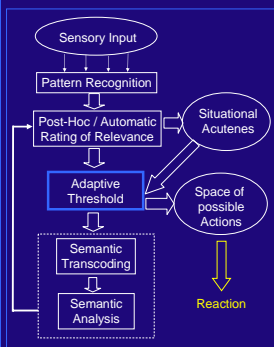 Sensory Input
Pattern Recognition
Post-Hoc / Automatic
Rating of Relevance
Situational
Acutenes
Adaptive
Threshold
Space of
possible
Actions
Semantic
Transcoding
Semantic
Analysis
Reaction